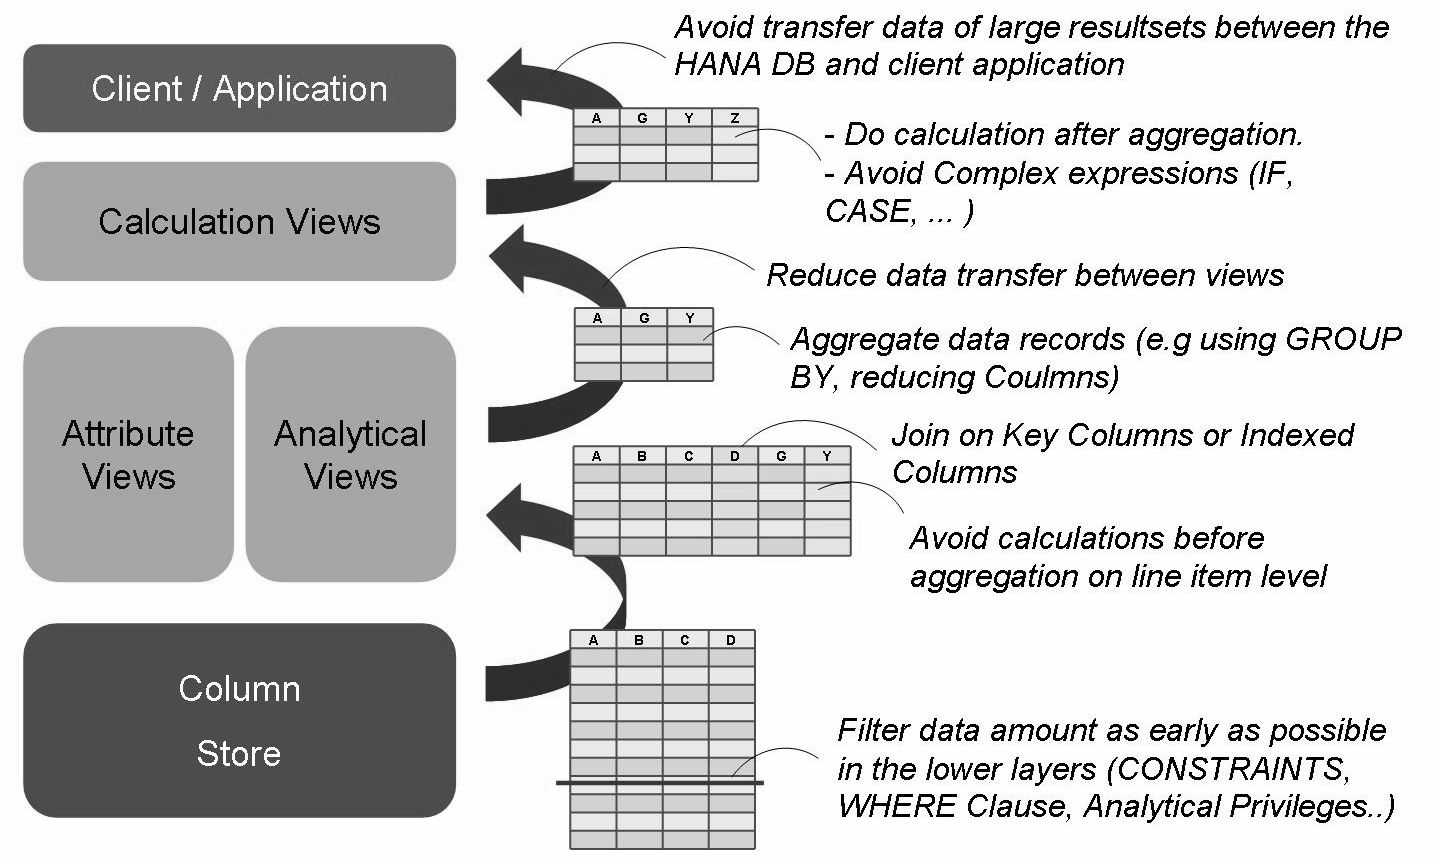 Avoid transfer data of large resultsets between the
HANA DB and client application
Client / Application
A G Y Z
- Do calculation after aggregation.
- Avoid Complex expressions (IF,
CASE, ... )
Calculation Views
Reduce data transfer between views
A G Y
Aggregate data records (e.g using GROUP
BY, reducing Coulmns)
Attribute
Views
Analytical
Views
Join on Key Columns or Indexed
Columns
A B C D G Y
Avoid calculations before
aggregation on line item level
Column
Store
A B C D
Filter data amount as early as possible
in the lower layers (CONSTRAINTS,
WHERE Clause, Analytical Privileges..)